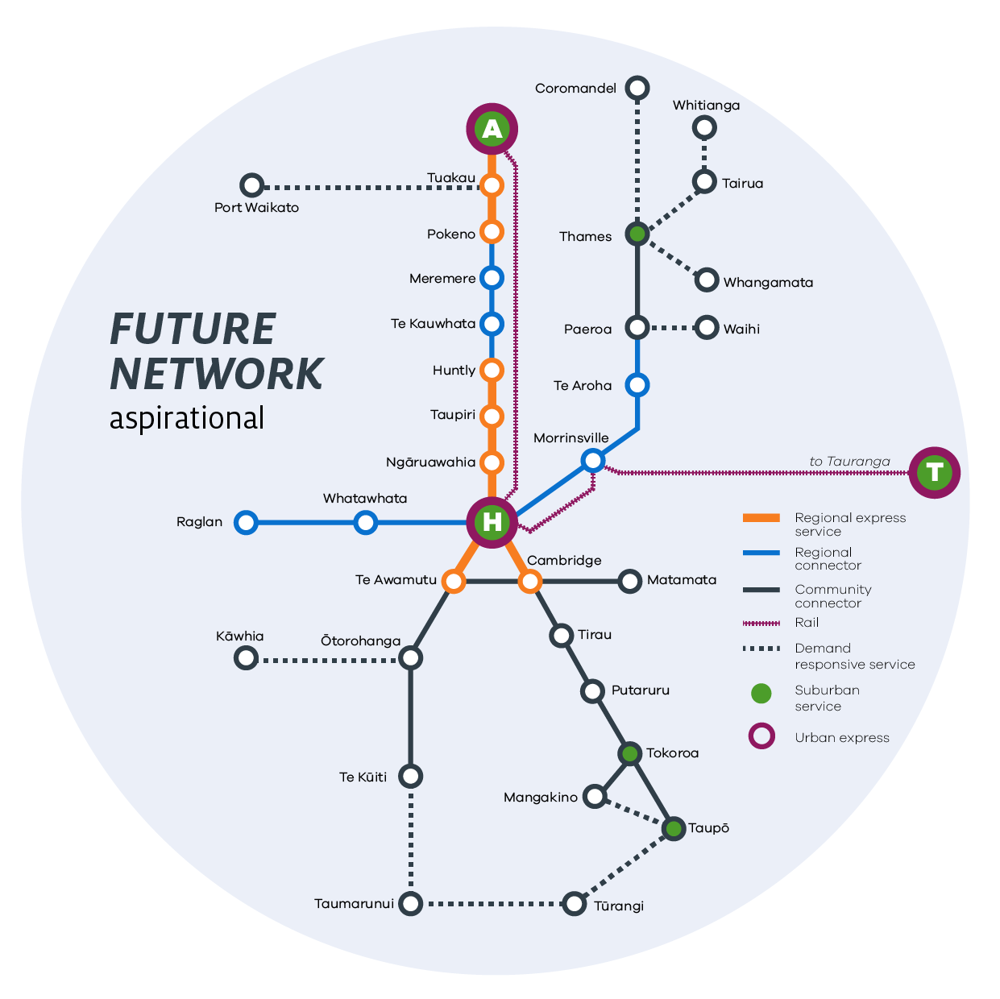 Coromandel
Whitianga
A
Tuakau
Tairua
Port Waikato
Pokeno
Thames
Meremere
Whangamata
FUTURE
NETWORK
aspirational
Te Kauwhata
Paeroa
Waihi
Huntly
Te Aroha
Taupiri
Morrinsville
Ngāruawahia
to Tauranga
T
Whatawhata
Raglan
H
Regional express
service
Regional
connector
Cambridge
Te Awamutu
Matamata
Community
connector
Rail
Kāwhia
Ōtorohanga
Tirau
Demand
responsive service
Putaruru
Suburban
service
Urban express
Tokoroa
Te Kūiti
Mangakino
Taupō
Taumarunui
Tūrangi